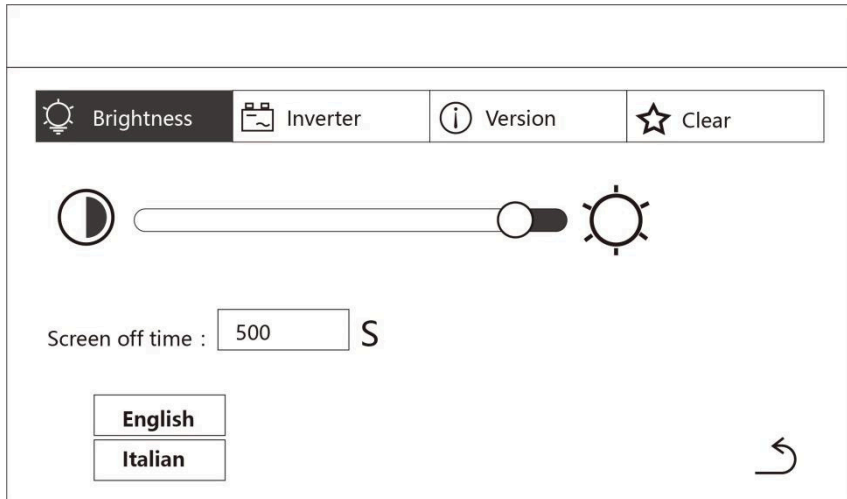 Brightness Inverter Version Clear
Screen off time : 500 S
English
Italian